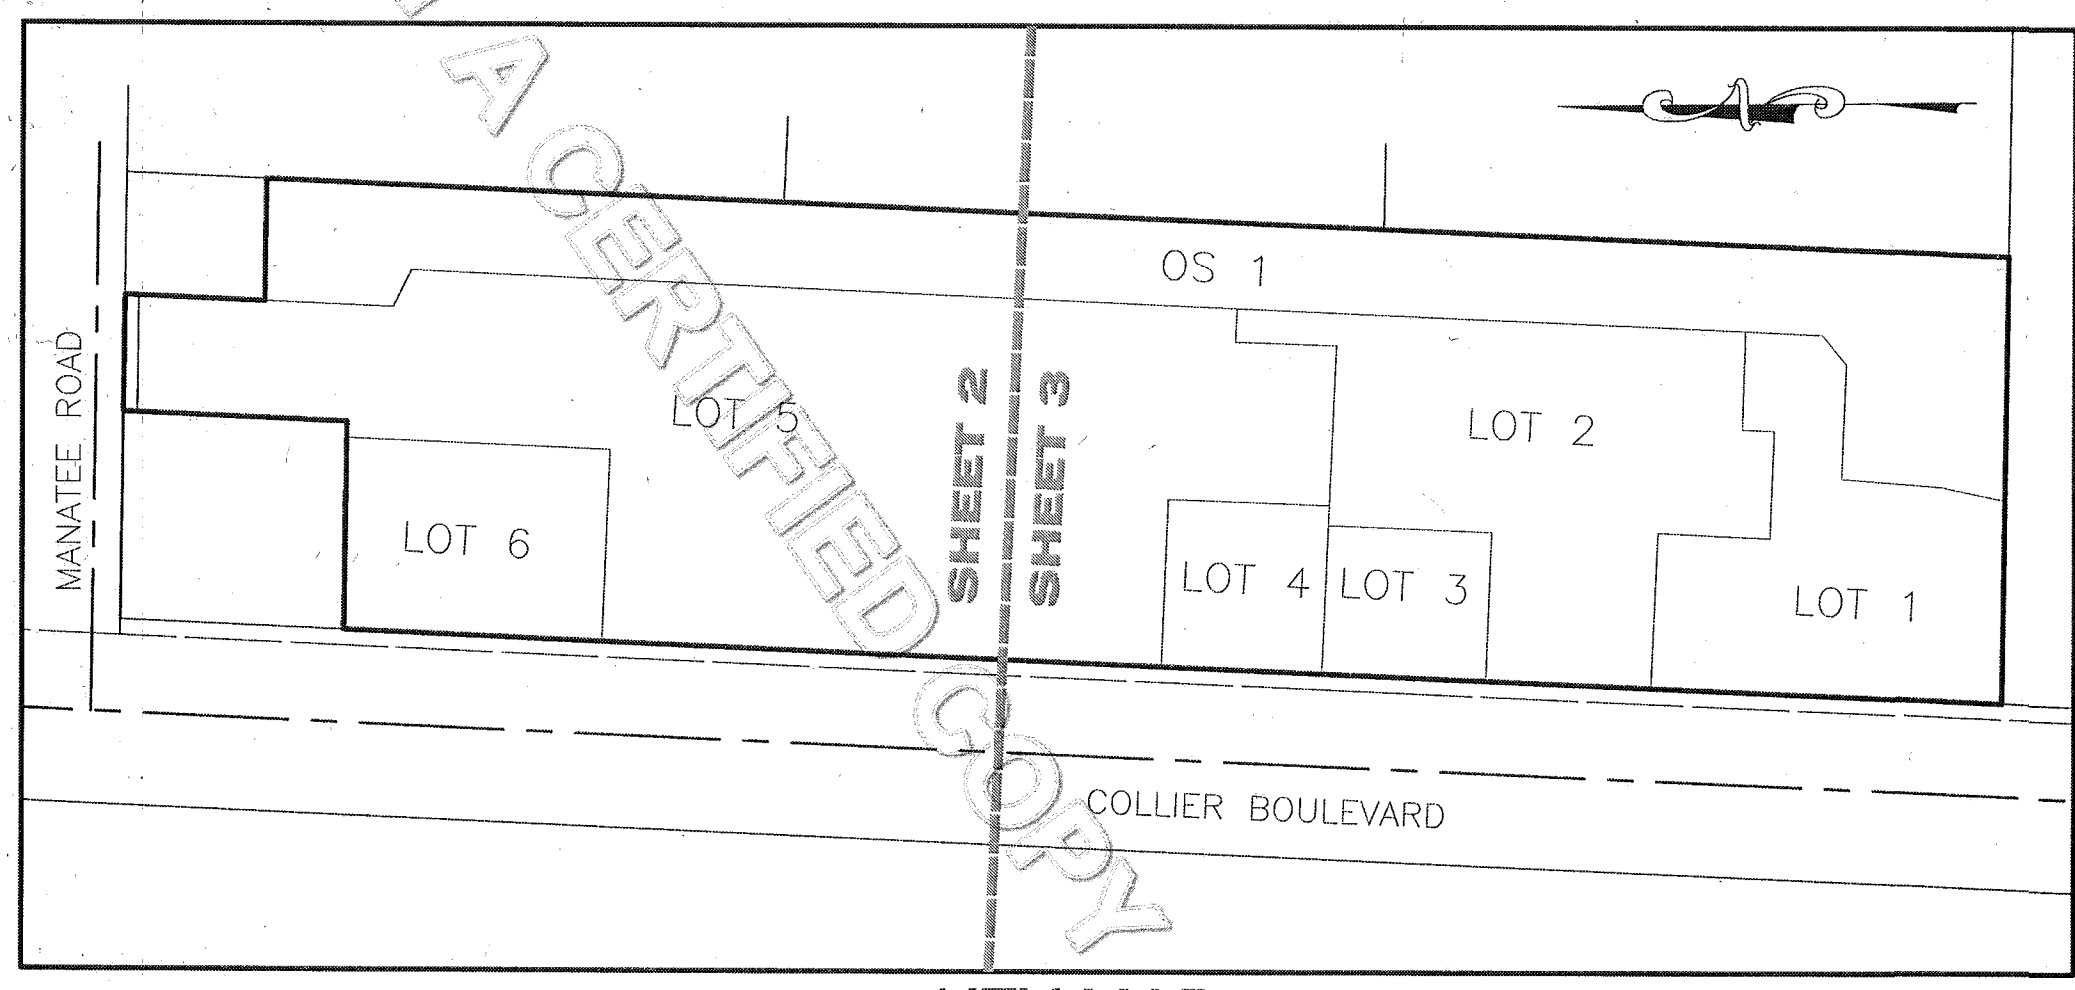 A CERTIFIED COPY
N
OS 1
MANATEE ROAD
LOT 5
SHEET 2
SHEET 3
LOT 2
LOT 6
LOT 4
LOT 3
LOT 1
COLLIER BOULEVARD